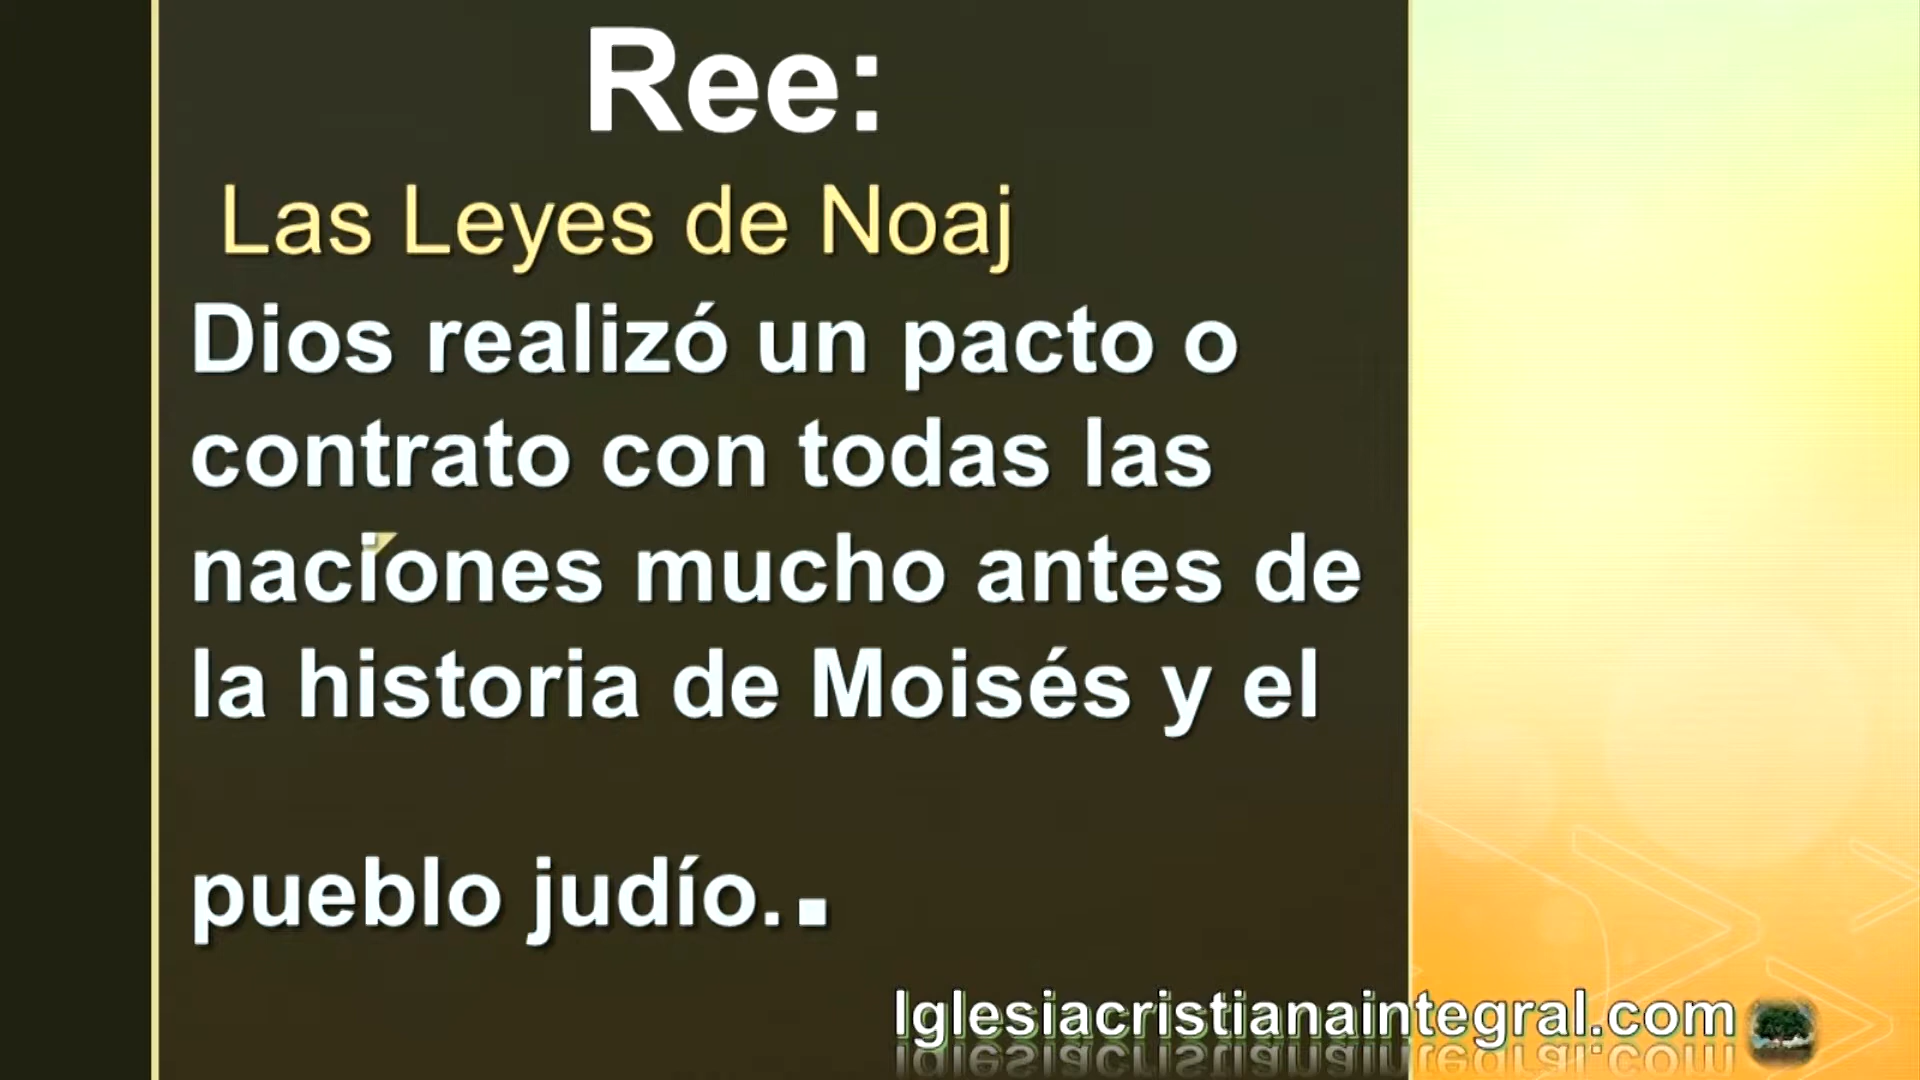 Ree:
Las Leyes de Noaj
Dios realizó un pacto o
contrato con todas las
naciones mucho antes de
la historia de Moisés y el
pueblo judío..
Iglesiacristianaintegral.com